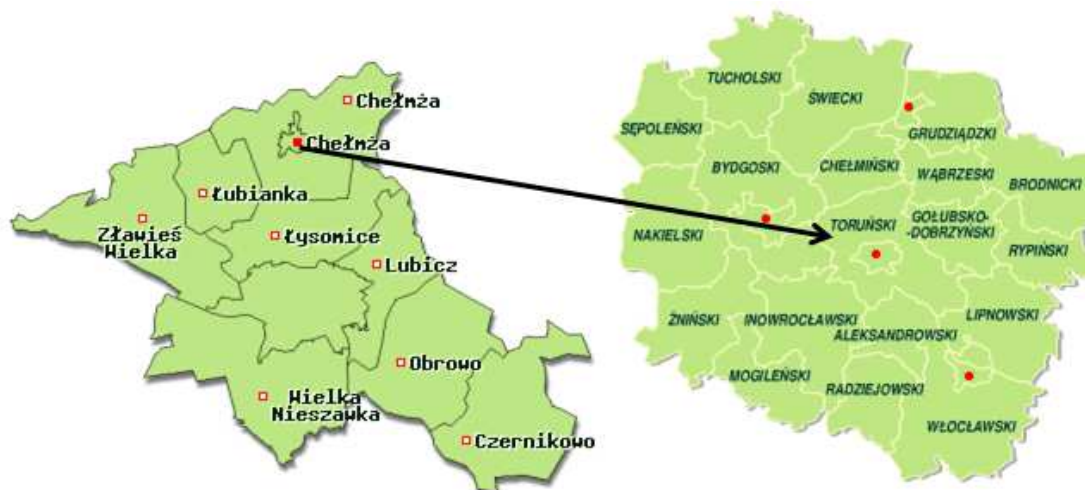 Chełmża
Chełmża
Łubianka
Zławieś
Wielka
Łysomice
Lubicz
Obrowo
Wielka
Nieszawka
Czernikowo
TUCHOLSKI
ŚWIECKI
SĘPOLEŃSKI
GRUDZIĄDZKI
BYDGOSKI
CHEŁMIŃSKI
WĄBRZESKI
BRODNICKI
NAKIELSKI
TORUŃSKI
GOŁUBSKO-
-DOBRZYŃSKI
RYPIŃSKI
ŻNIŃSKI
INOWROCŁAWSKI
ALEKSANDROWSKI
LIPNOWSKI
MOGILEŃSKI
RADZIEJOWSKI
WŁOCŁAWSKI